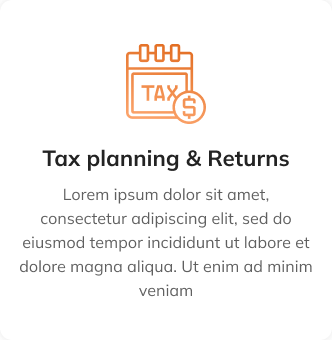 TAX
$
Tax planning & Returns
Lorem ipsum dolor sit amet,
consectetur adipiscing elit, sed do
eiusmod tempor incididunt ut labore et
dolore magna aliqua. Ut enim ad minim
veniam